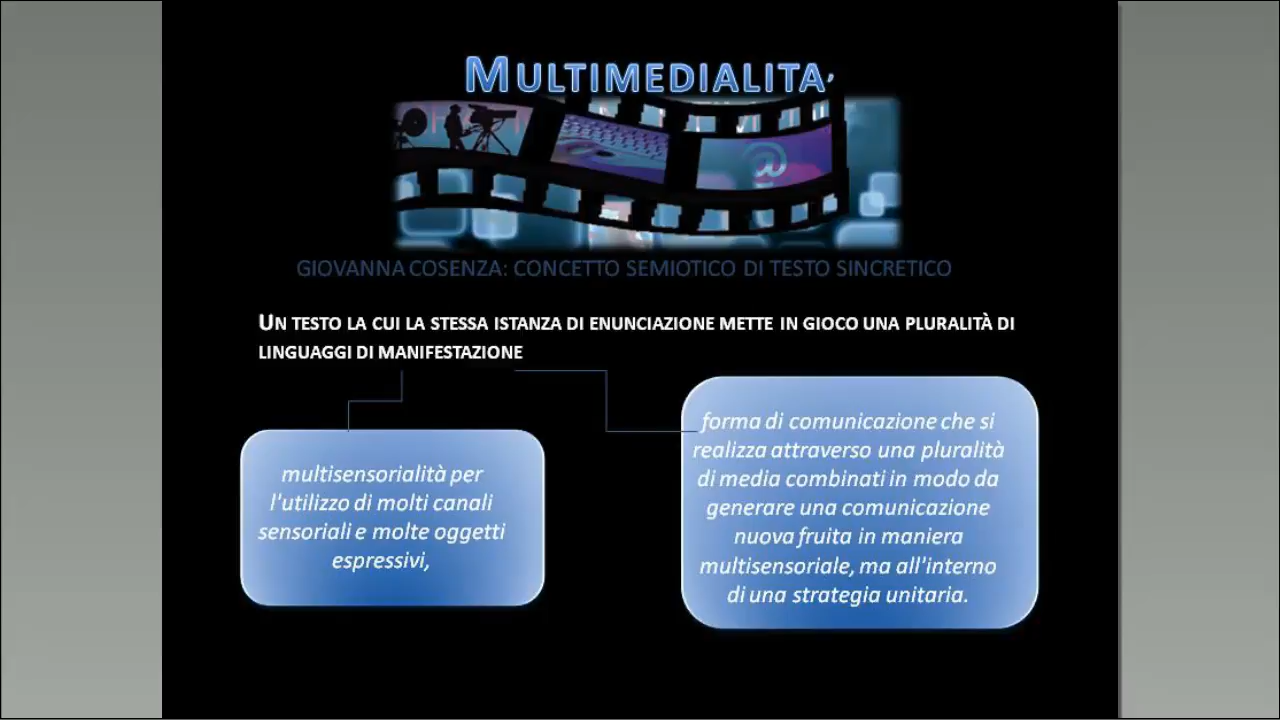 MULTIMEDIALITA’
@
GIOVANNA COSENZA: CONCETTO SEMIOTICO DI TESTO SINCRETICO
UN TESTO LA CUI LA STESSA ISTANZA DI ENUNCIAZIONE METTE IN GIOCO UNA PLURALITÀ DI
LINGUAGGI DI MANIFESTAZIONE
multisensorialità per
l'utilizzo di molti canali
sensoriali e molte oggetti
espressivi,
forma di comunicazione che si
realizza attraverso una pluralità
di media combinati in modo da
generare una comunicazione
nuova fruita in maniera
multisensoriale, ma all'interno
di una strategia unitaria.